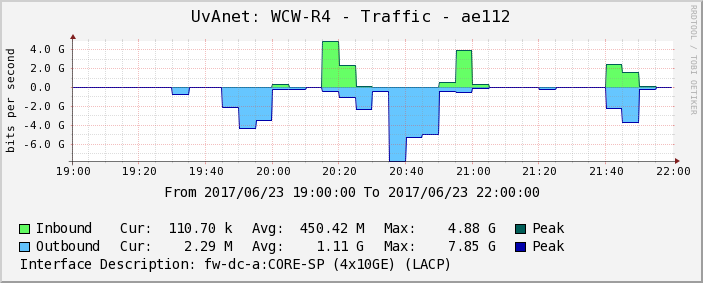 UvAnet: WCW-R4 - Traffic - ae112
RRDTOOL / TOBI OETIKER
bits per second
4.0 G
2.0 G
0.0
-2.0 G
-4.0 G
-6.0 G
19:00 19:20 19:40 20:00 20:20 20:40 21:00 21:20 21:40 22:00
From 2017/06/23 19:00:00 To 2017/06/23 22:00:00
Inbound Cur: 110.70 k Avg: 450.42 M Max: 4.88 G Peak
Outbound Cur: 2.29 M Avg: 1.11 G Max: 7.85 G Peak
Interface Description: fw-dc-a:CORE-SP (4x10GE) (LACP)